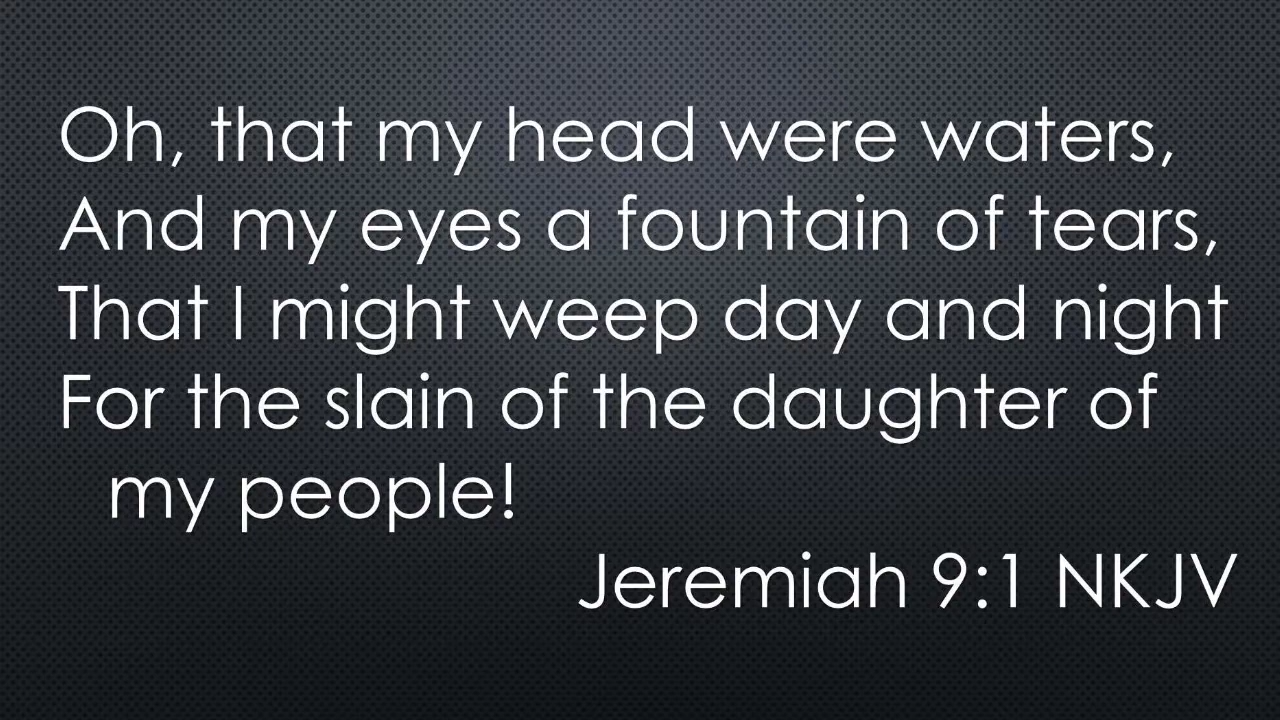 Oh, that my head were waters,
And my eyes a fountain of tears,
That I might weep day and night
For the slain of the daughter of
my people!
Jeremiah 9:1 NKJV